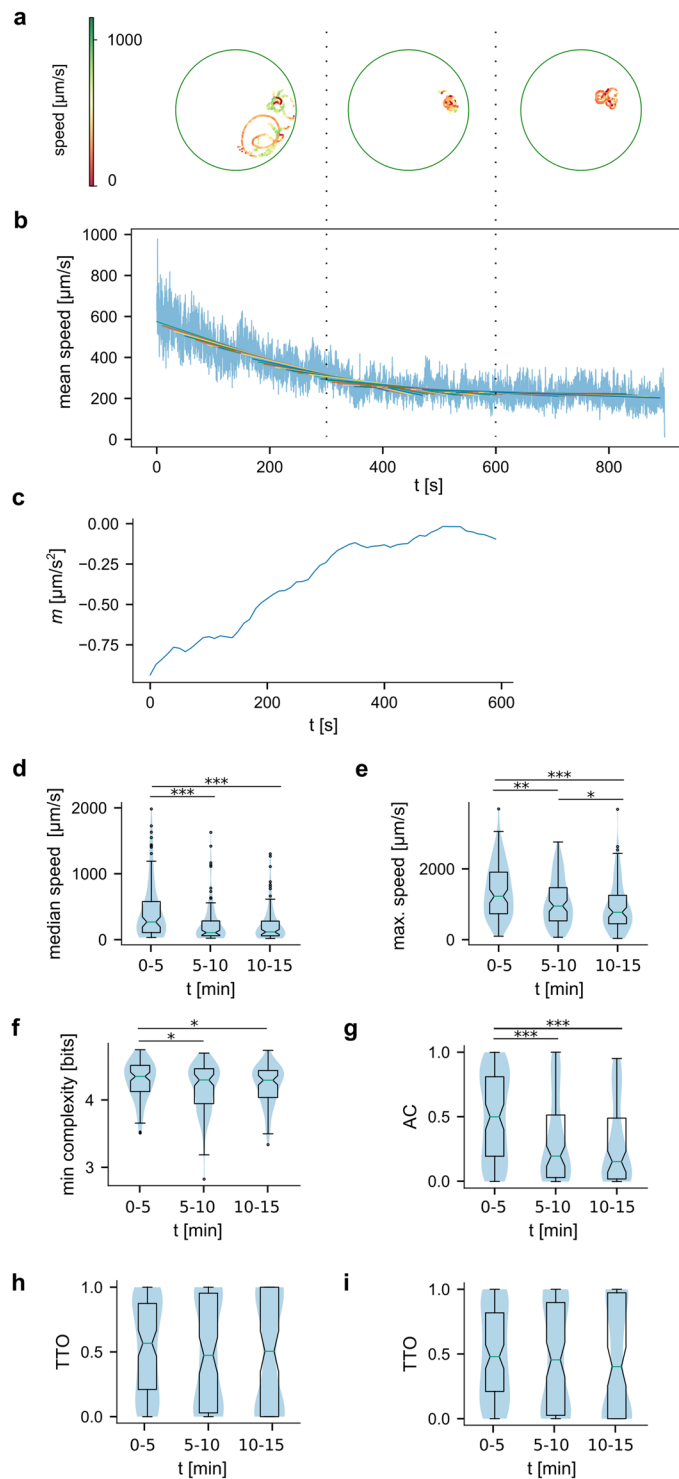 a
speed [µm/s]
1000
0
b
mean speed [µm/s]
1000
800
600
400
200
0
0 200 400 600 800
t [s]
c
m [µm/s²]
0.00
−0.25
−0.50
−0.75
0 200 400 600
t [s]
d
median speed [µm/s]
***
***
2000
1000
0
0-5 5-10 10-15
t [min]
e
max. speed [µm/s]
***
** *
2000
0
0-5 5-10 10-15
t [min]
f
min complexity [bits]
*
*
4
3
0-5 5-10 10-15
t [min]
g
AC
***
***
1.0
0.5
0.0
0-5 5-10 10-15
t [min]
h
TTO
1.0
0.5
0.0
0-5 5-10 10-15
t [min]
i
TTO
1.0
0.5
0.0
0-5 5-10 10-15
t [min]